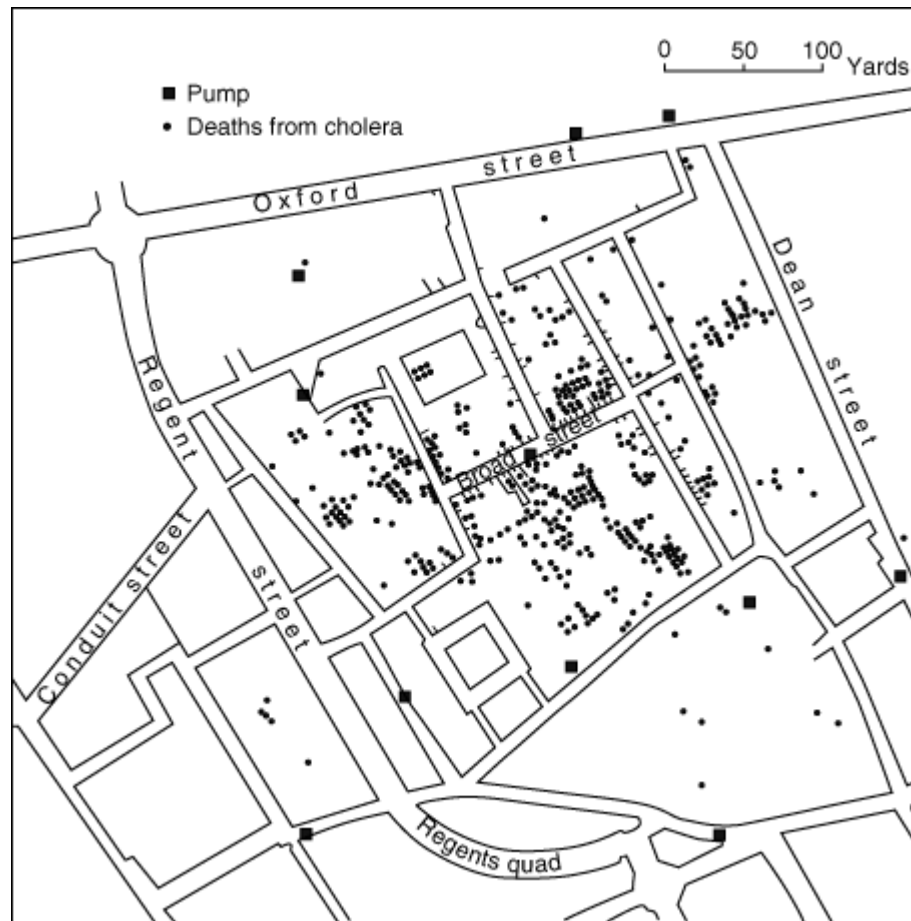 0 50 100
Yards
Pump
Deaths from cholera
Oxford street
Dean street
Regent street
Broad street
Conduit street
Regents quad